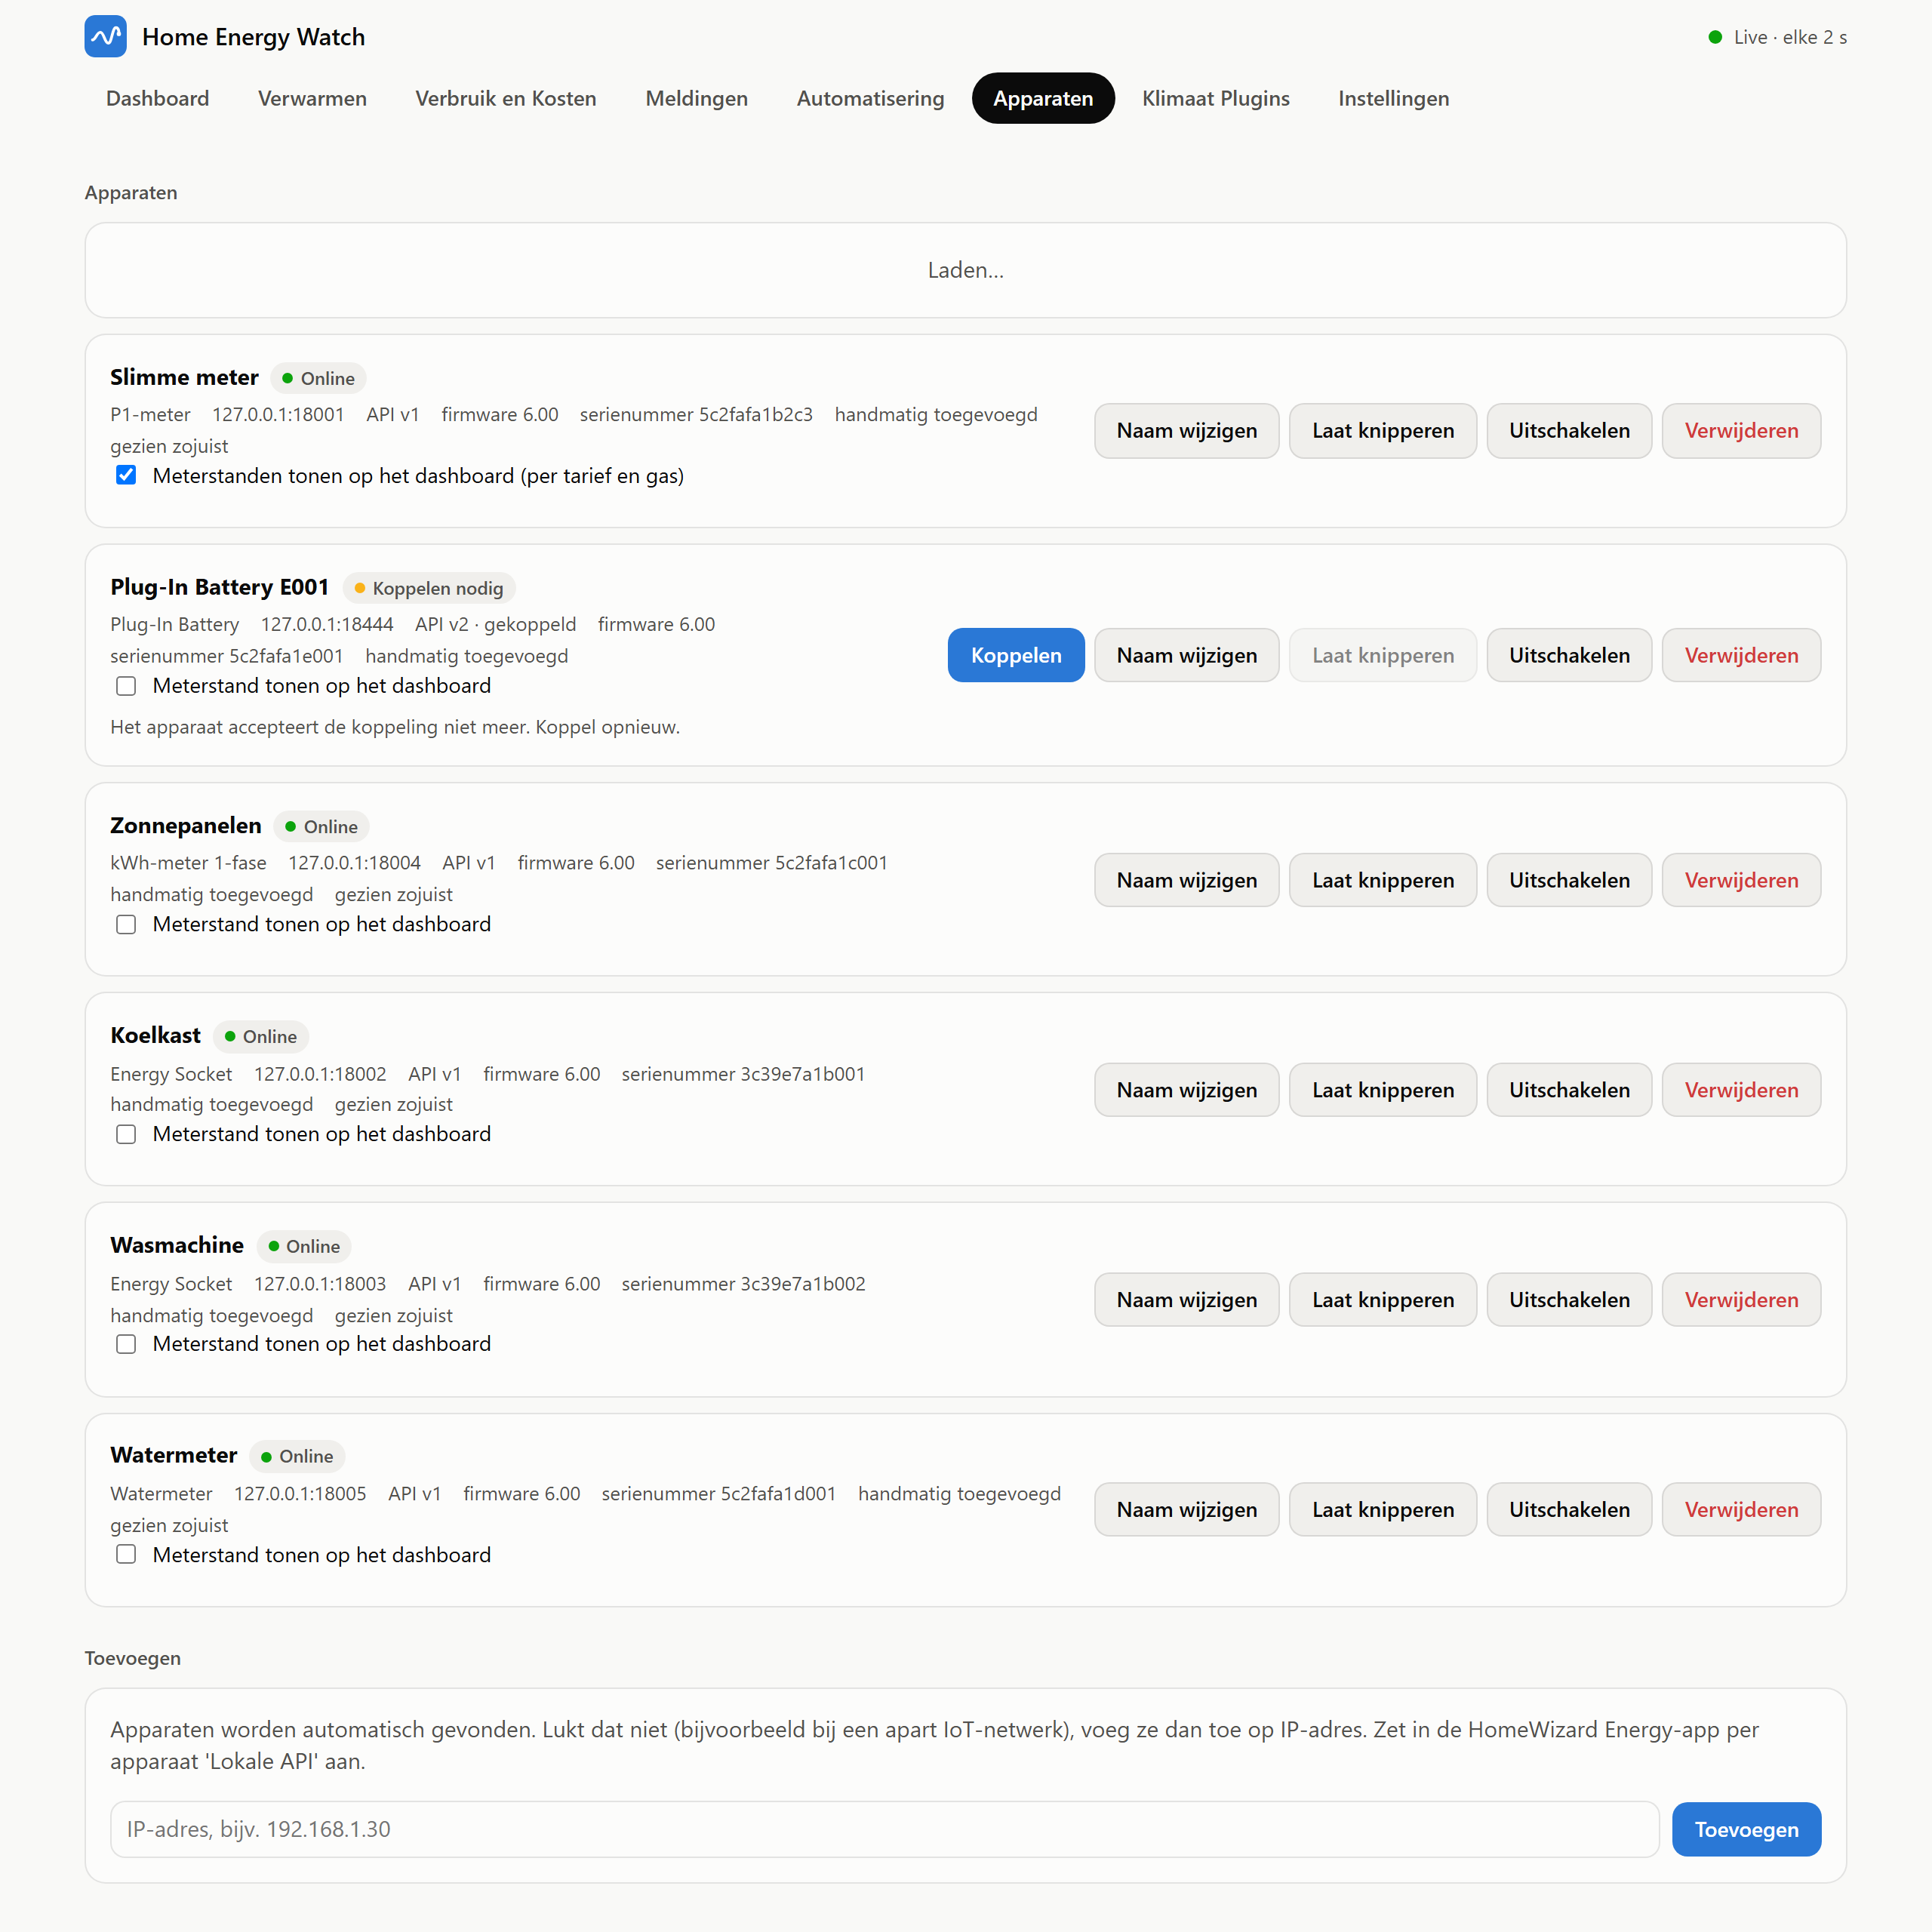 Home Energy Watch
Live · elke 2 s
Dashboard Verwarmen Verbruik en Kosten Meldingen Automatisering Apparaten Klimaat Plugins Instellingen
Apparaten
Laden...
Slimme meter Online
P1-meter 127.0.0.1:18001 API v1 firmware 6.00 serienummer 5c2fafa1b2c3 handmatig toegevoegd
gezien zojuist
Meterstanden tonen op het dashboard (per tarief en gas)
Naam wijzigen Laat knipperen Uitschakelen Verwijderen
Plug-In Battery E001 Koppelen nodig
Plug-In Battery 127.0.0.1:18444 API v2 · gekoppeld firmware 6.00
serienummer 5c2fafa1e001 handmatig toegevoegd
Meterstand tonen op het dashboard
Het apparaat accepteert de koppeling niet meer. Koppel opnieuw.
Koppelen Naam wijzigen Laat knipperen Uitschakelen Verwijderen
Zonnepanelen Online
kWh-meter 1-fase 127.0.0.1:18004 API v1 firmware 6.00 serienummer 5c2fafa1c001
handmatig toegevoegd gezien zojuist
Meterstand tonen op het dashboard
Naam wijzigen Laat knipperen Uitschakelen Verwijderen
Koelkast Online
Energy Socket 127.0.0.1:18002 API v1 firmware 6.00 serienummer 3c39e7a1b001
handmatig toegevoegd gezien zojuist
Meterstand tonen op het dashboard
Naam wijzigen Laat knipperen Uitschakelen Verwijderen
Wasmachine Online
Energy Socket 127.0.0.1:18003 API v1 firmware 6.00 serienummer 3c39e7a1b002
handmatig toegevoegd gezien zojuist
Meterstand tonen op het dashboard
Naam wijzigen Laat knipperen Uitschakelen Verwijderen
Watermeter Online
Watermeter 127.0.0.1:18005 API v1 firmware 6.00 serienummer 5c2fafa1d001 handmatig toegevoegd
gezien zojuist
Meterstand tonen op het dashboard
Naam wijzigen Laat knipperen Uitschakelen Verwijderen
Toevoegen
Apparaten worden automatisch gevonden. Lukt dat niet (bijvoorbeeld bij een apart IoT-netwerk), voeg ze dan toe op IP-adres. Zet in de HomeWizard Energy-app per
apparaat 'Lokale API' aan.
IP-adres, bijv. 192.168.1.30
Toevoegen